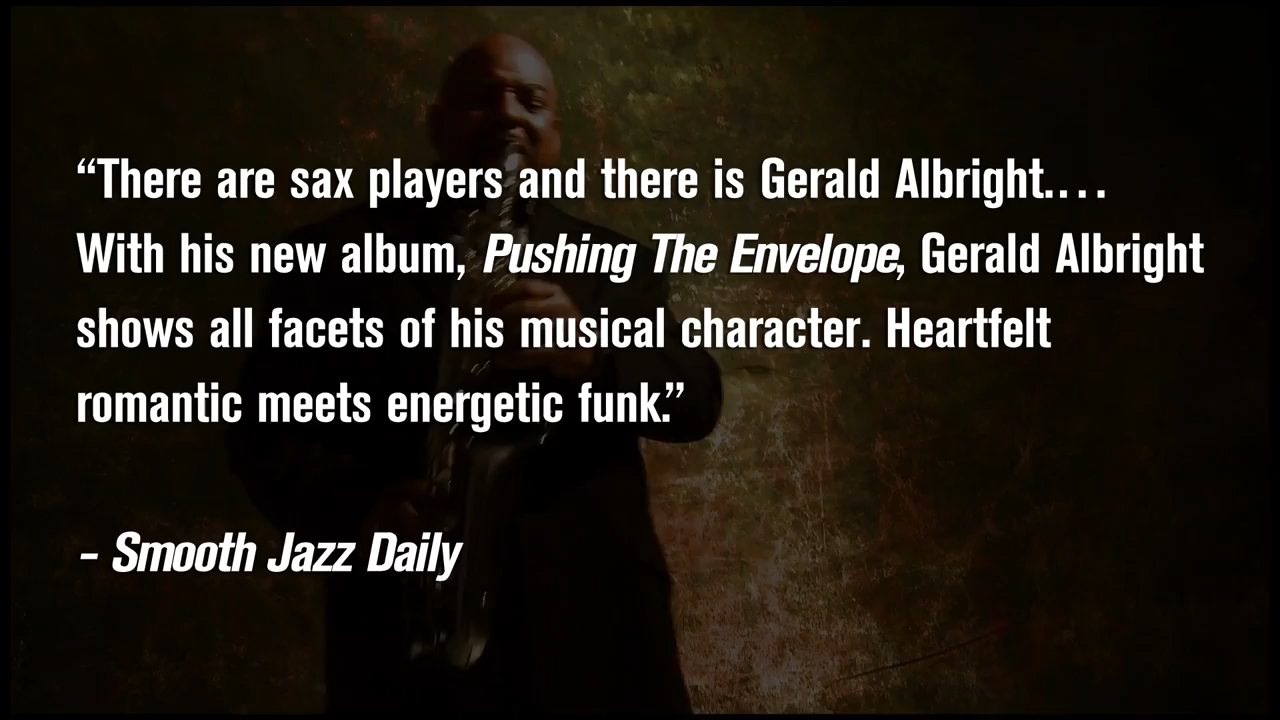 “There are sax players and there is Gerald Albright....
With his new album, Pushing The Envelope, Gerald Albright
shows all facets of his musical character. Heartfelt
romantic meets energetic funk.”
- Smooth Jazz Daily